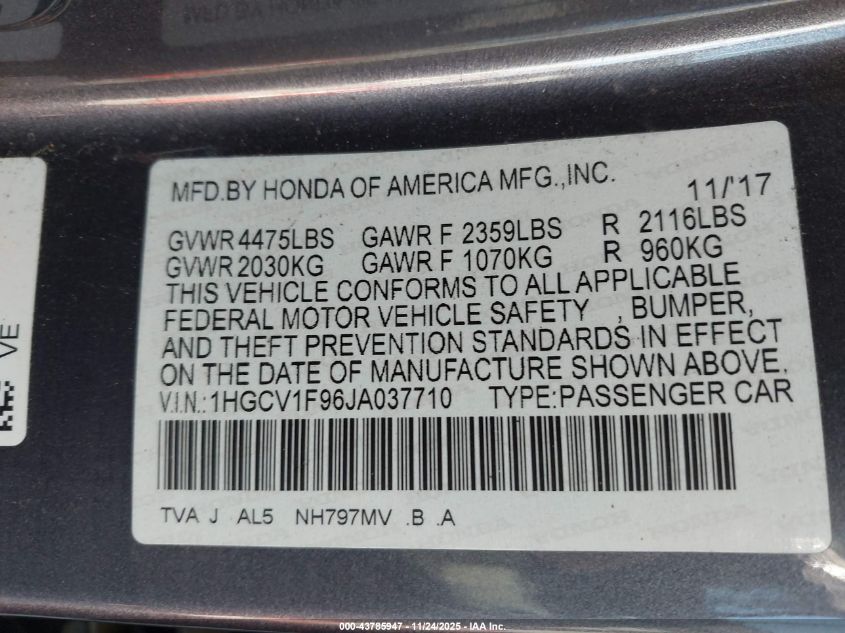 MFD.BY HONDA OF AMERICA MFG.,INC. 11/'17
GVWR 4475LBS GAWR F 2359LBS R 2116LBS
GVWR 2030KG GAWR F 1070KG R 960KG
THIS VEHICLE CONFORMS TO ALL APPLICABLE
FEDERAL MOTOR VEHICLE SAFETY , BUMPER,
AND THEFT PREVENTION STANDARDS IN EFFECT
ON THE DATE OF MANUFACTURE SHOWN ABOVE.
V.I.N.:1HGCV1F96JA037710 TYPE:PASSENGER CAR
TVA J AL5 NH797MV .B .A
VE
000-43785947 - 11/24/2025 - IAA Inc.